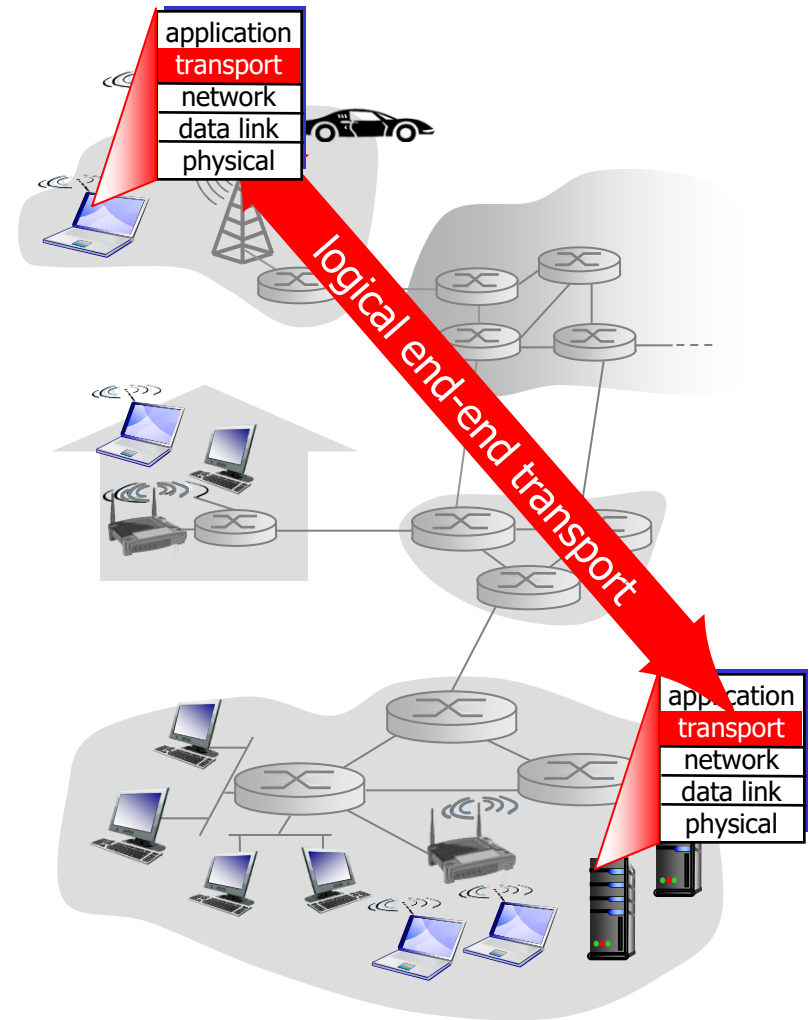 application
transport
network
data link
physical
logical end-end transport
application
transport
network
data link
physical